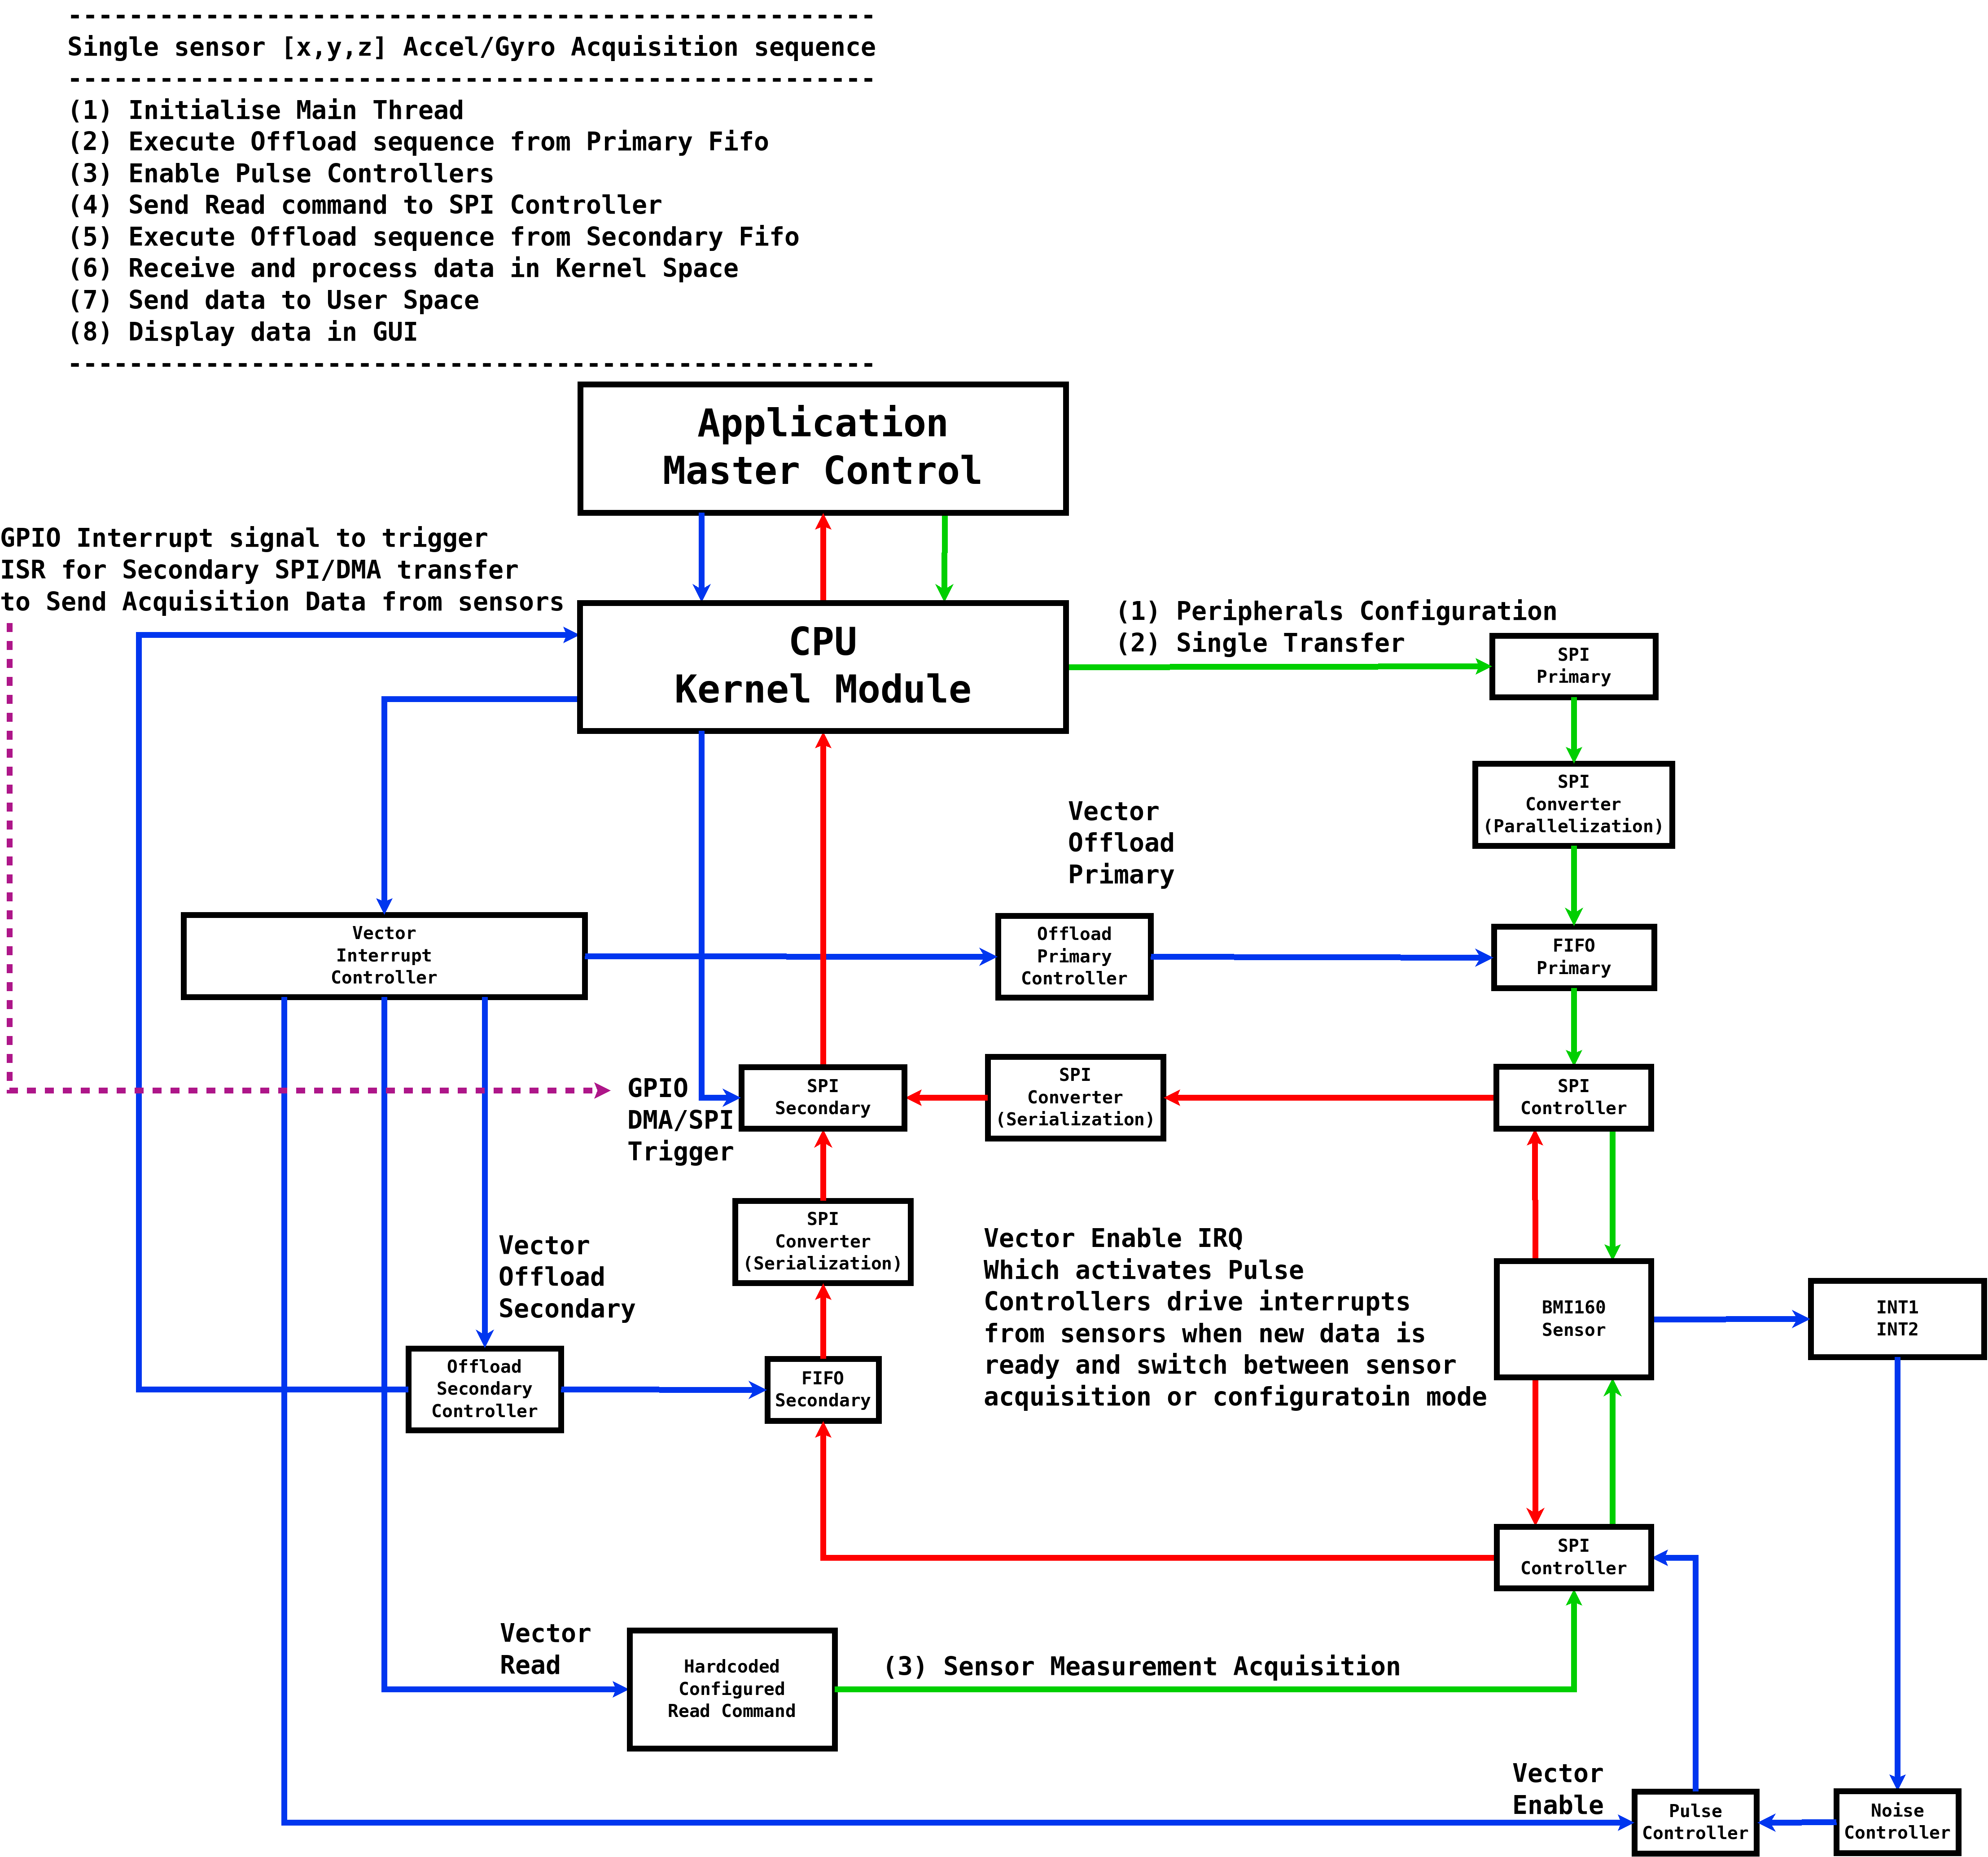 -----------------------------------------------------
Single sensor [x,y,z] Accel/Gyro Acquisition sequence
-----------------------------------------------------
(1) Initialise Main Thread
(2) Execute Offload sequence from Primary Fifo
(3) Enable Pulse Controllers
(4) Send Read command to SPI Controller
(5) Execute Offload sequence from Secondary Fifo
(6) Receive and process data in Kernel Space
(7) Send data to User Space
(8) Display data in GUI
-----------------------------------------------------
Application
Master Control
GPIO Interrupt signal to trigger
ISR for Secondary SPI/DMA transfer
to Send Acquisition Data from sensors
CPU
Kernel Module
(1) Peripherals Configuration
(2) Single Transfer
SPI
Primary
SPI
Converter
(Parallelization)
Vector
Offload
Primary
Vector
Interrupt
Controller
Offload
Primary
Controller
FIFO
Primary
GPIO
DMA/SPI
Trigger
SPI
Secondary
SPI
Converter
(Serialization)
SPI
Controller
Vector
Offload
Secondary
SPI
Converter
(Serialization)
Vector Enable IRQ
Which activates Pulse
Controllers drive interrupts
from sensors when new data is
ready and switch between sensor
acquisition or configuratoin mode
BMI160
Sensor
INT1
INT2
Offload
Secondary
Controller
FIFO
Secondary
SPI
Controller
Vector
Read
Hardcoded
Configured
Read Command
(3) Sensor Measurement Acquisition
Vector
Enable
Pulse
Controller
Noise
Controller